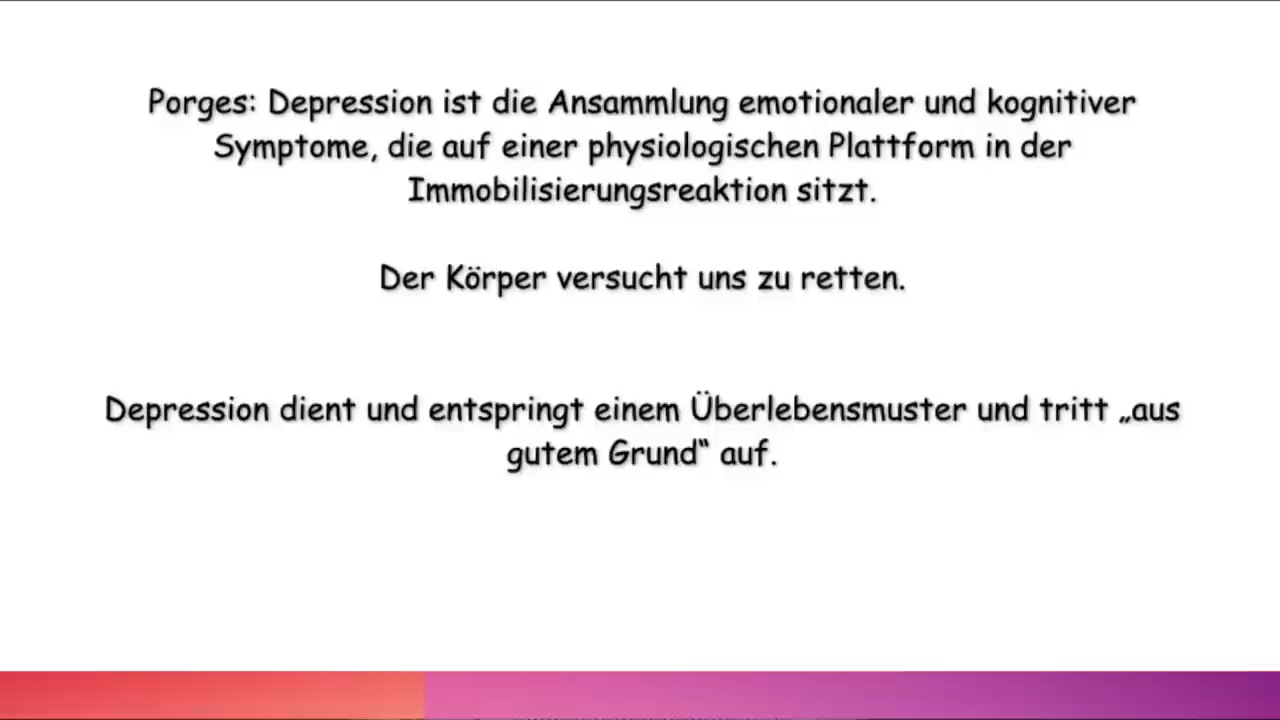 Porges: Depression ist die Ansammlung emotionaler und kognitiver
Symptome, die auf einer physiologischen Plattform in der
Immobilisierungsreaktion sitzt.
Der Körper versucht uns zu retten.
Depression dient und entspringt einem Überlebensmuster und tritt „aus
gutem Grund“ auf.